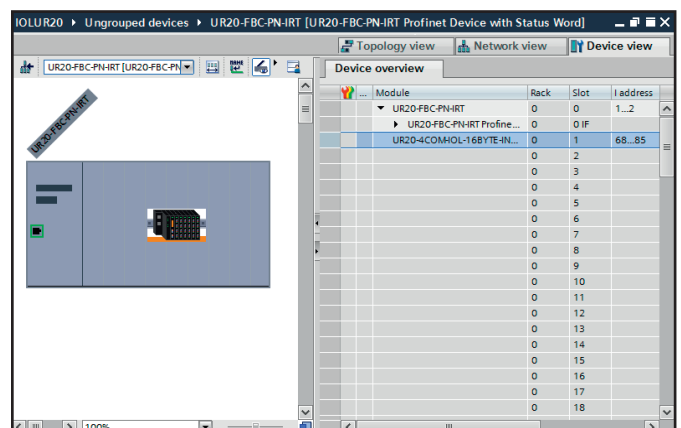 IOLUR20 ▸ Ungrouped devices ▸ UR20-FBC-PN-IRT [UR20-FBC-PN-IRT Profinet Device with Status Word]
Topology view Network view Device view
UR20-FBC-PN-IRT [UR20-FBC-PN
Device overview
... Module Rack Slot I address
UR20-FBC-PN-IRT 0 0 1...2
UR20-FBC-PN-IRT Profine... 0 0 IF
UR20-4COM-IOL-16BYTE-IN... 0 1 68...85
0 2
0 3
0 4
0 5
0 6
0 7
0 8
0 9
0 10
0 11
0 12
0 13
0 14
0 15
0 16
0 17
0 18
UR20-FBC-PN-IRT
100%